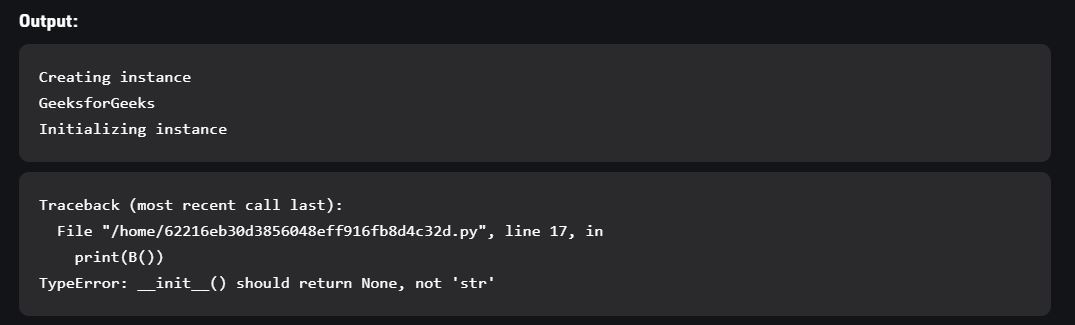 Output:
Creating instance
GeeksforGeeks
Initializing instance
Traceback (most recent call last):
  File "/home/62216eb30d3856048eff916fb8d4c32d.py", line 17, in
    print(B())
TypeError: __init__() should return None, not 'str'